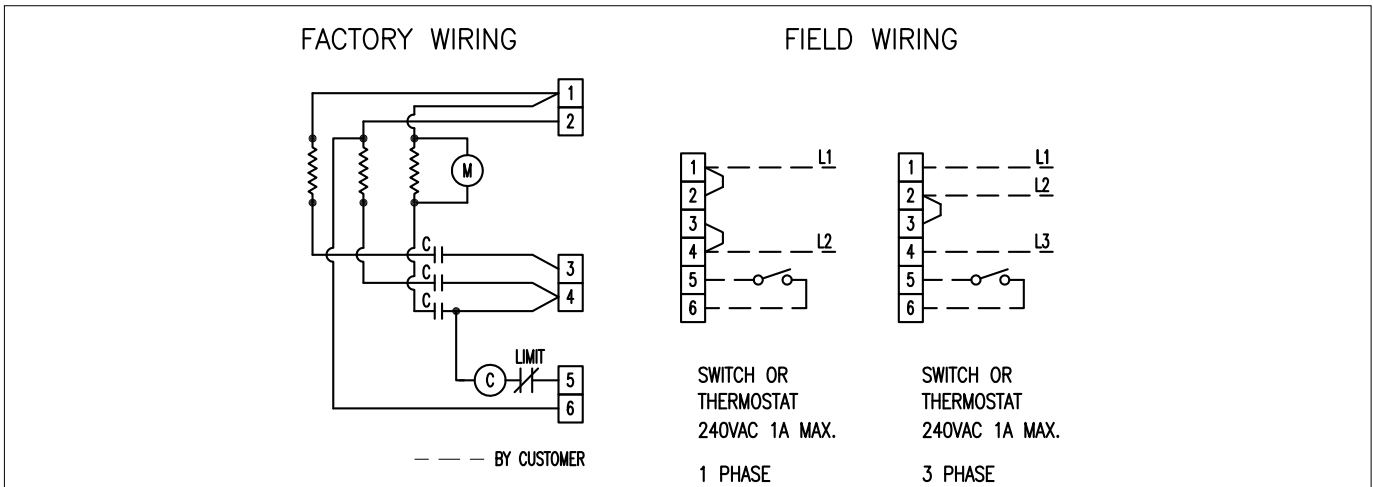 FACTORY WIRING
FIELD WIRING
1
2
M
C
C
C
3
4
LIMIT
C
5
6
— — — BY CUSTOMER
1
2
3
4
5
6
L1
L2
SWITCH OR
THERMOSTAT
240VAC 1A MAX.
1 PHASE
1
2
3
4
5
6
L1
L2
L3
SWITCH OR
THERMOSTAT
240VAC 1A MAX.
3 PHASE